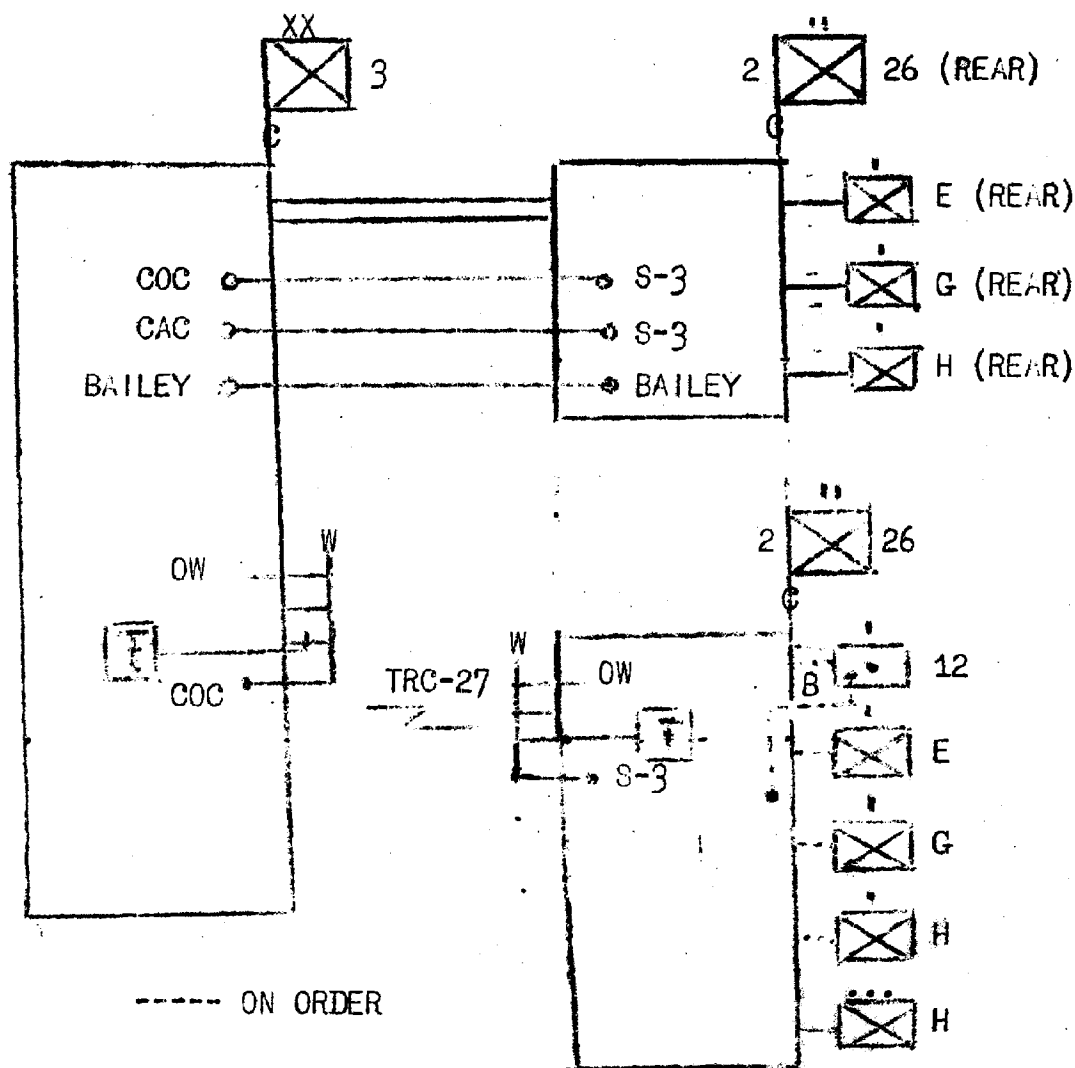 XX
3
2 26 (REAR)
C C
E (REAR)
COC S-3 G (REAR)
CAC S-3
BAILEY BAILEY H (REAR)
2 26
W
OW
C
W
TRC-27 OW B 12
COC
E
S-3
G
H
---- ON ORDER
H